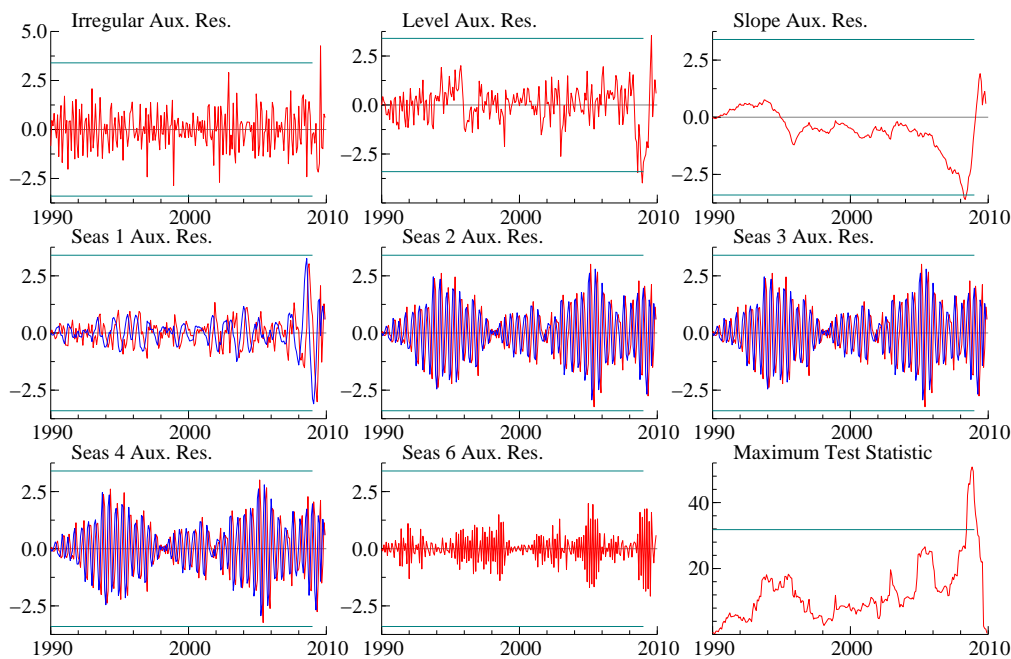 Irregular Aux. Res.
5.0
2.5
0.0
−2.5
1990 2000 2010
Level Aux. Res.
2.5
0.0
−2.5
1990 2000 2010
Slope Aux. Res.
2.5
0.0
−2.5
1990 2000 2010
Seas 1 Aux. Res.
2.5
0.0
−2.5
1990 2000 2010
Seas 2 Aux. Res.
2.5
0.0
−2.5
1990 2000 2010
Seas 3 Aux. Res.
2.5
0.0
−2.5
1990 2000 2010
Seas 4 Aux. Res.
2.5
0.0
−2.5
1990 2000 2010
Seas 6 Aux. Res.
2.5
0.0
−2.5
1990 2000 2010
Maximum Test Statistic
40
20
1990 2000 2010